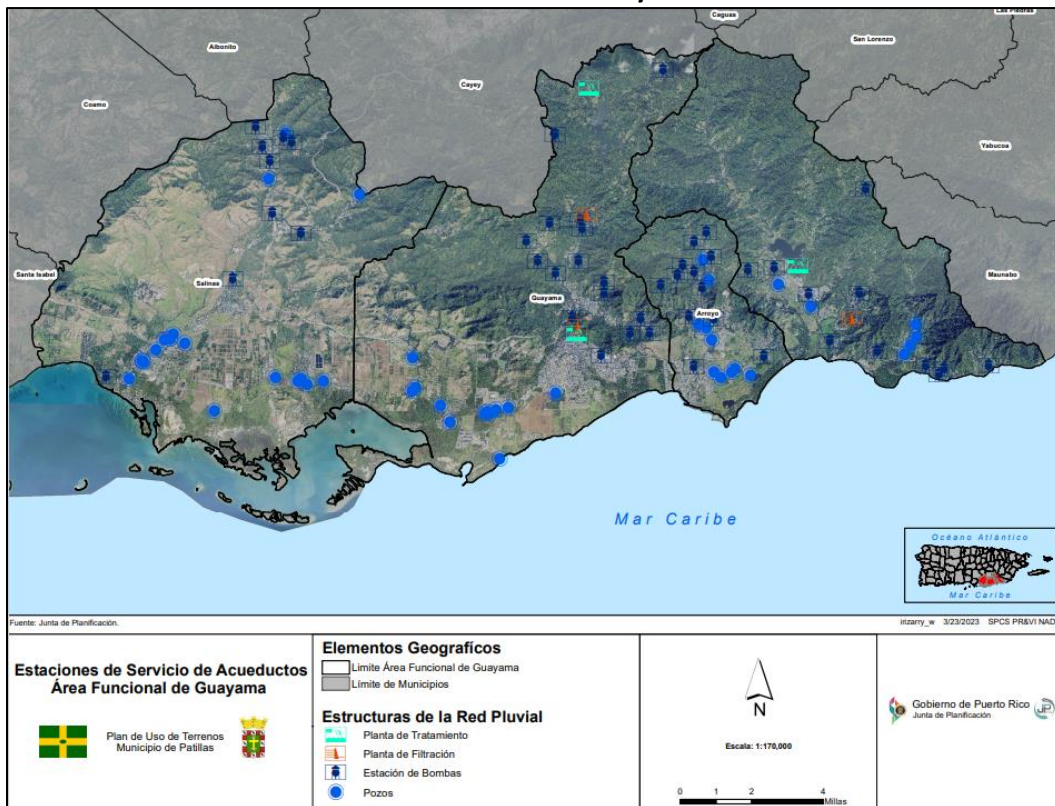 Las Piedras
Caguas
San Lorenzo
Aibonito
Cayey
Coamo
Yabucoa
Santa Isabel
Maunabo
Salinas
Guayama
Arroyo
Mar Caribe
Océano Atlántico
Mar Caribe
Fuente: Junta de Planificación.
irizarry_w 3/23/2023 SPCS PR&VI NAD
Estaciones de Servicio de Acueductos
Área Funcional de Guayama
Plan de Uso de Terrenos
Municipio de Patillas
Elementos Geograficos
Limite Área Funcional de Guayama
Límite de Municipios
Estructuras de la Red Pluvial
Planta de Tratamiento
Planta de Filtración
Estación de Bombas
Pozos
N
Escala: 1:170,000
0 1 2 4
Millas
Gobierno de Puerto Rico
Junta de Planificación
JP